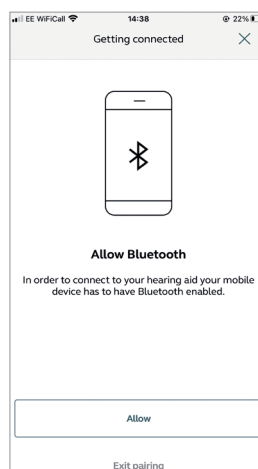 EE WiFiCall 14:38 22%
Getting connected
Allow Bluetooth
In order to connect to your hearing aid your mobile
device has to have Bluetooth enabled.
Allow
Exit pairing